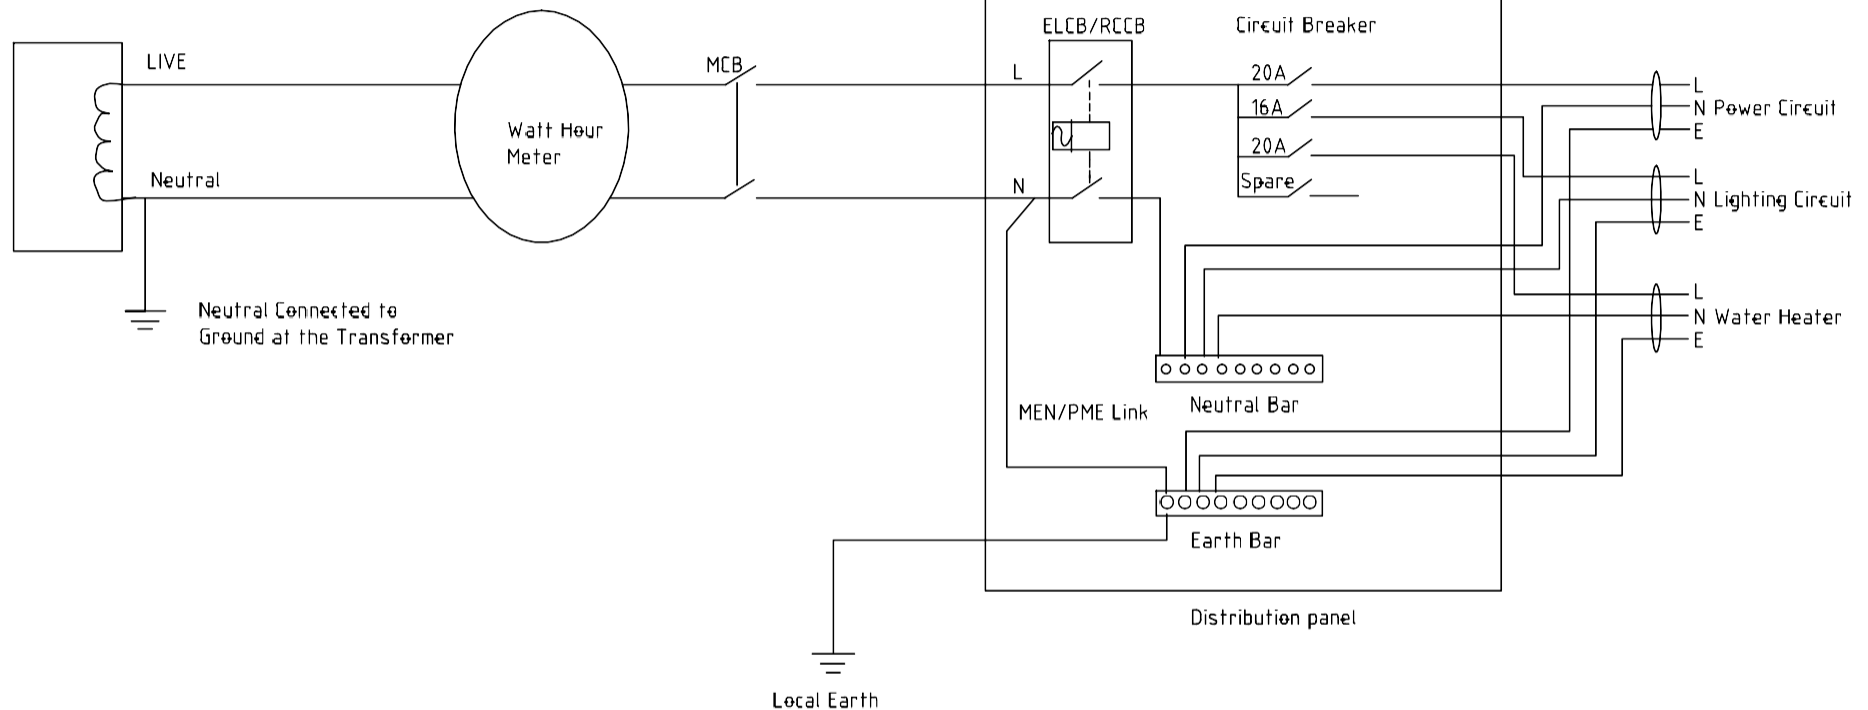 ELCB/RCCB
Circuit Breaker
LIVE
MCB
L
20A
L
16A
N Power Circuit
E
Watt Hour
Meter
20A
Neutral
N
Spare
L
N Lighting Circuit
E
L
N Water Heater
E
Neutral Connected to
Ground at the Transformer
MEN/PME Link
Neutral Bar
Earth Bar
Distribution panel
Local Earth